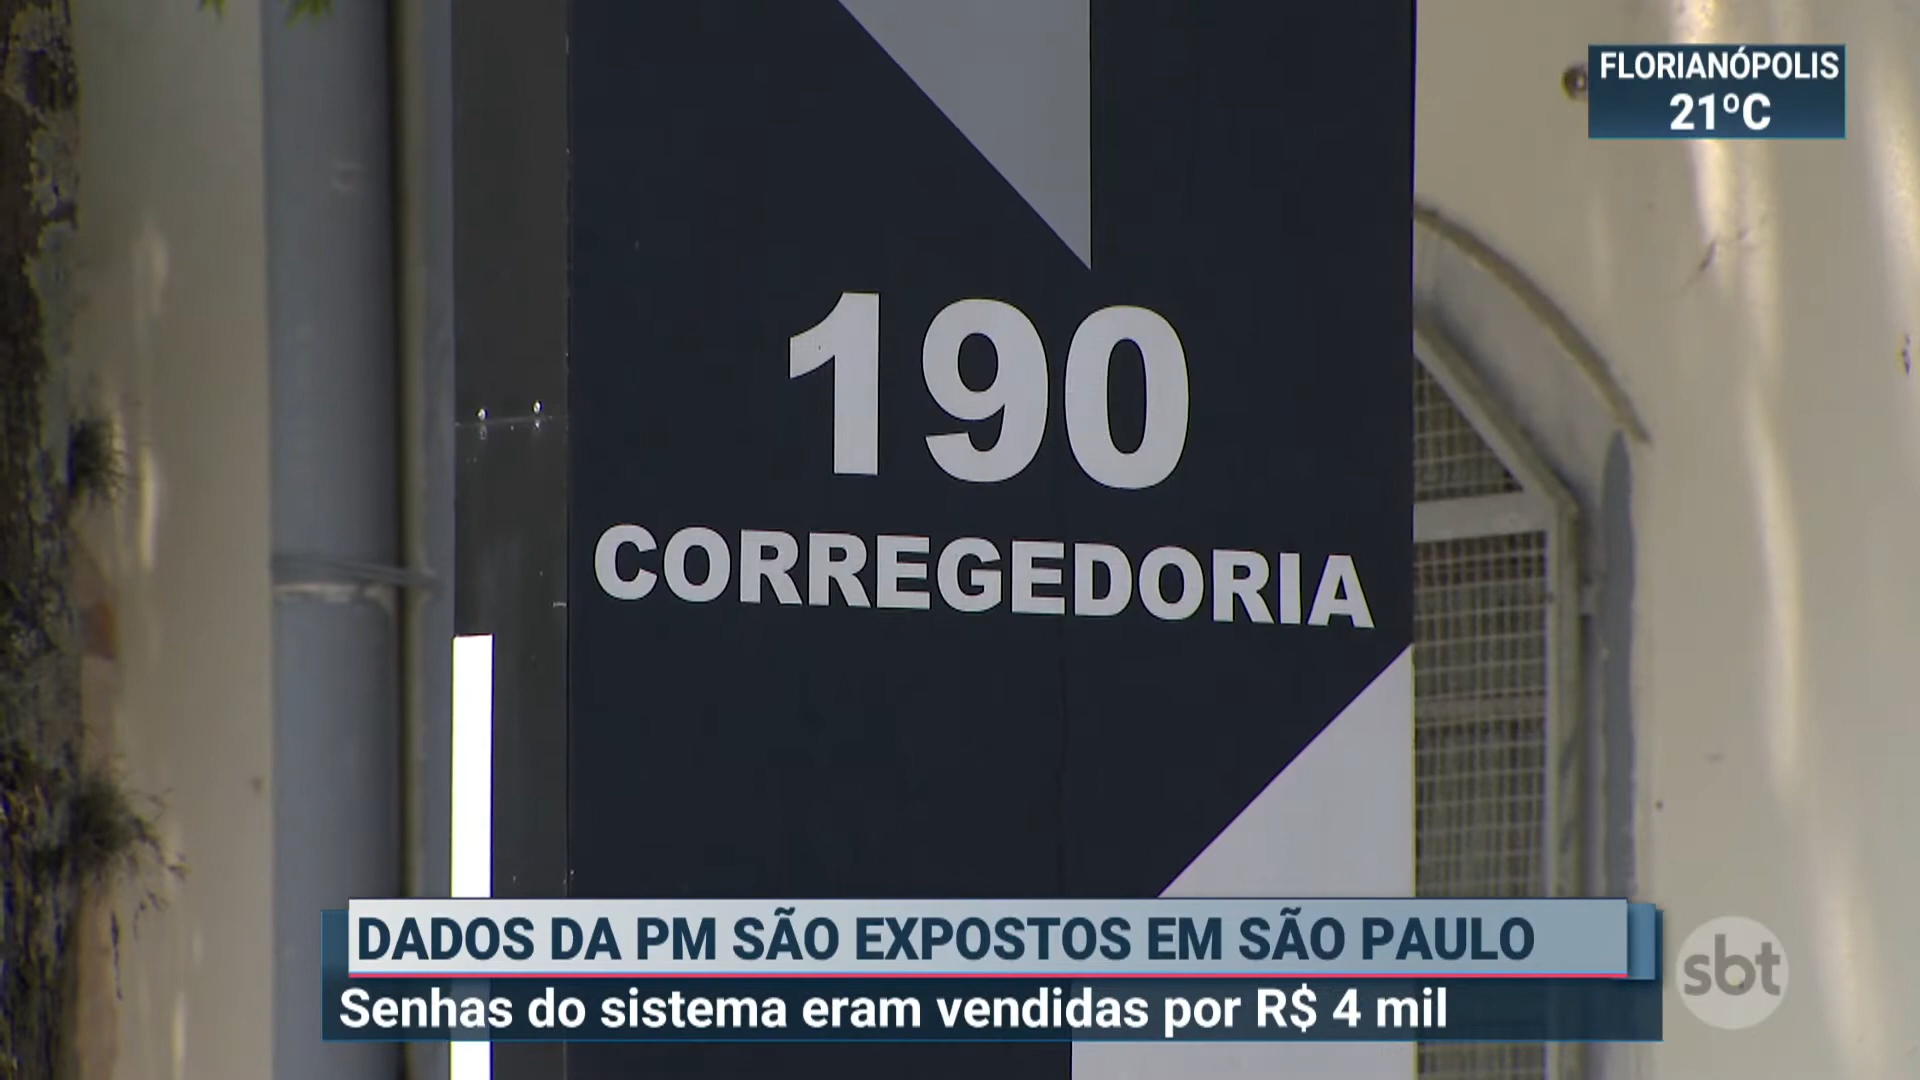 FLORIANÓPOLIS
21ºC
190
CORREGEDORIA
DADOS DA PM SÃO EXPOSTOS EM SÃO PAULO
Senhas do sistema eram vendidas por R$ 4 mil
sbt